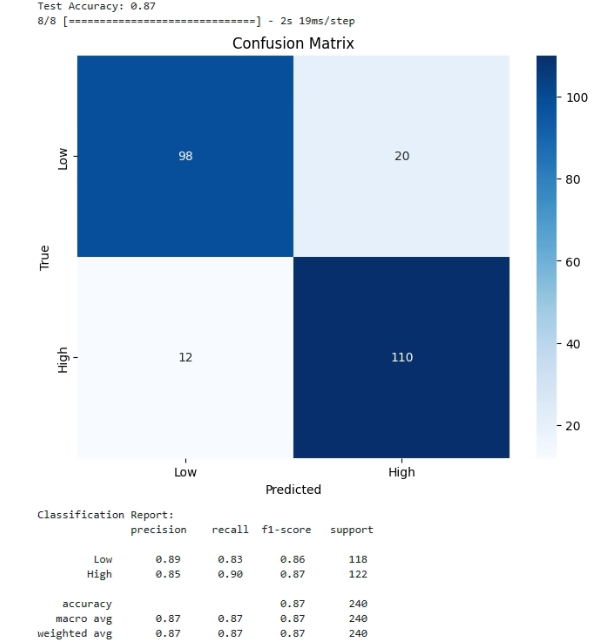 Test Accuracy: 0.87
8/8 [==============================] - 2s 19ms/step
Confusion Matrix
Low
98
20
High
12
110
True
Low
High
Predicted
100
80
60
40
20
Classification Report:
precision recall f1-score support
Low 0.89 0.83 0.86 118
High 0.85 0.90 0.87 122
accuracy 0.87 240
macro avg 0.87 0.87 0.87 240
weighted avg 0.87 0.87 0.87 240